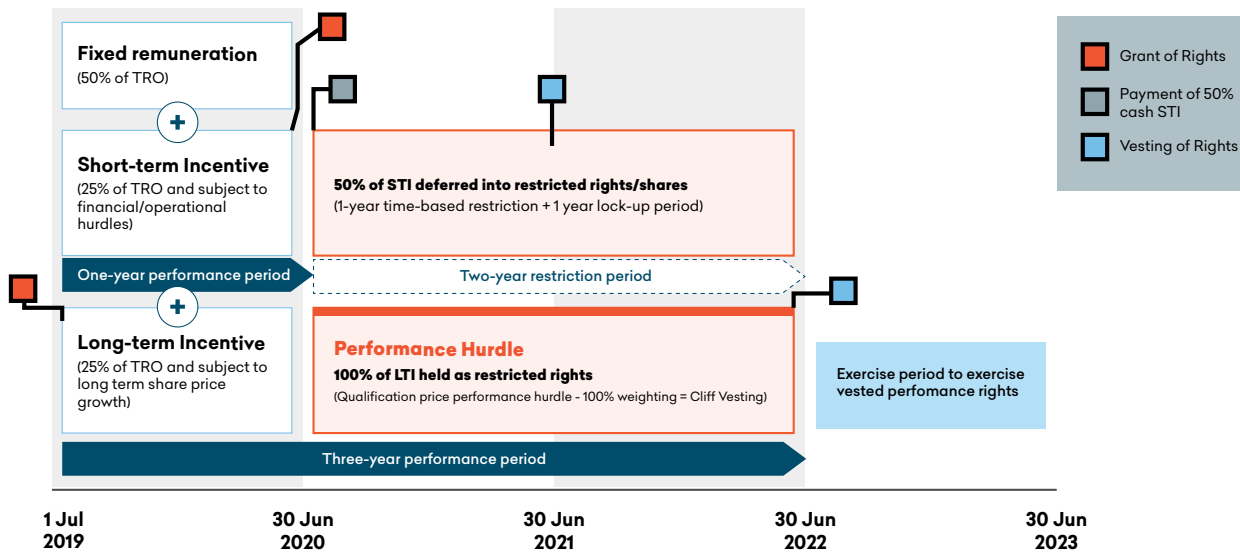 Fixed remuneration
(50% of TRO)
+
Short-term Incentive
(25% of TRO and subject to
financial/operational
hurdles)
50% of STI deferred into restricted rights/shares
(1-year time-based restriction + 1 year lock-up period)
One-year performance period
Two-year restriction period
+
Long-term Incentive
(25% of TRO and subject to
long term share price
growth)
Performance Hurdle
100% of LTI held as restricted rights
(Qualification price performance hurdle - 100% weighting = Cliff Vesting)
Exercise period to exercise
vested perfomance rights
Three-year performance period
1 Jul
2019
30 Jun
2020
30 Jun
2021
30 Jun
2022
30 Jun
2023
Grant of Rights
Payment of 50%
cash STI
Vesting of Rights